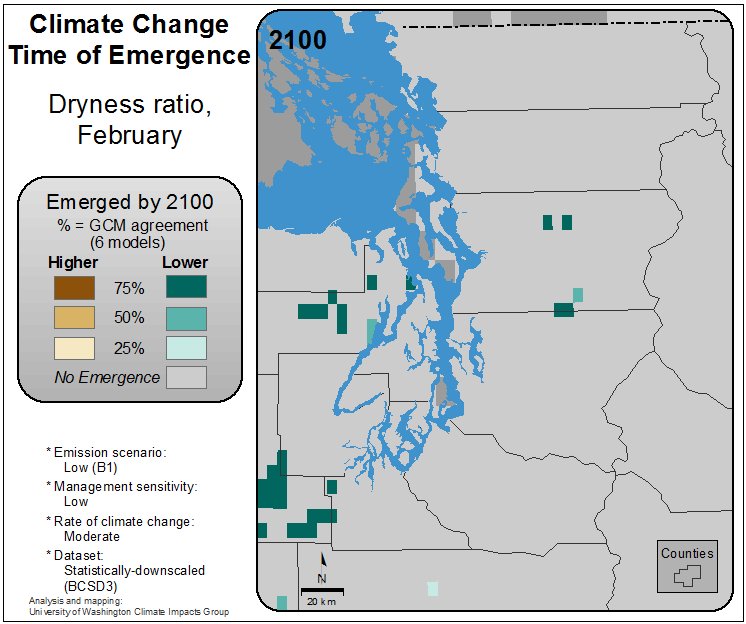 Climate Change
Time of Emergence
Dryness ratio,
February
Emerged by 2100
% = GCM agreement
(6 models)
Higher Lower
75%
50%
25%
No Emergence
* Emission scenario:
Low (B1)
* Management sensitivity:
Low
* Rate of climate change:
Moderate
* Dataset:
Statistically-downscaled
(BCSD3)
Analysis and mapping:
University of Washington Climate Impacts Group
2100
N
20 km
Counties